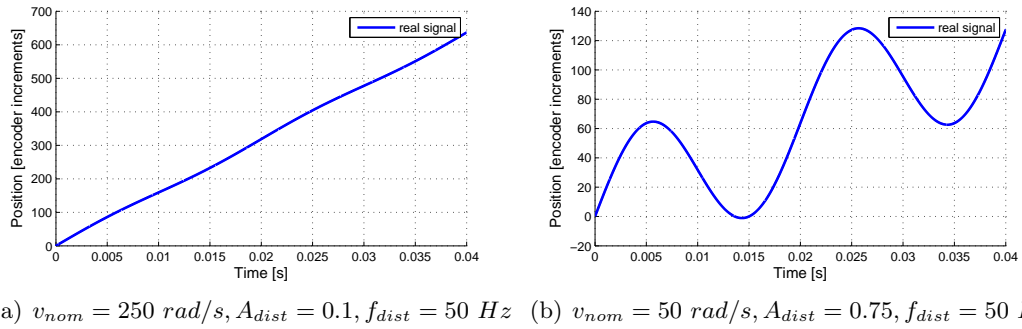 700
600
500
400
300
200
100
0
Position [encoder increments]
real signal
0 0.005 0.01 0.015 0.02 0.025 0.03 0.035 0.04
Time [s]
140
120
100
80
60
40
20
0
−20
Position [encoder increments]
real signal
0 0.005 0.01 0.015 0.02 0.025 0.03 0.035 0.04
Time [s]
a) v_nom = 250 rad/s, A_dist = 0.1, f_dist = 50 Hz
(b) v_nom = 50 rad/s, A_dist = 0.75, f_dist = 50